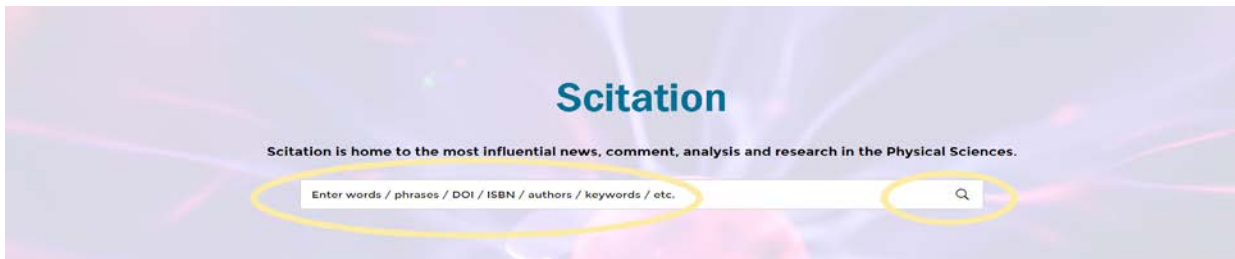 Scitation
Scitation is home to the most influential news, comment, analysis and research in the Physical Sciences.
Enter words / phrases / DOI / ISBN / authors / keywords / etc.